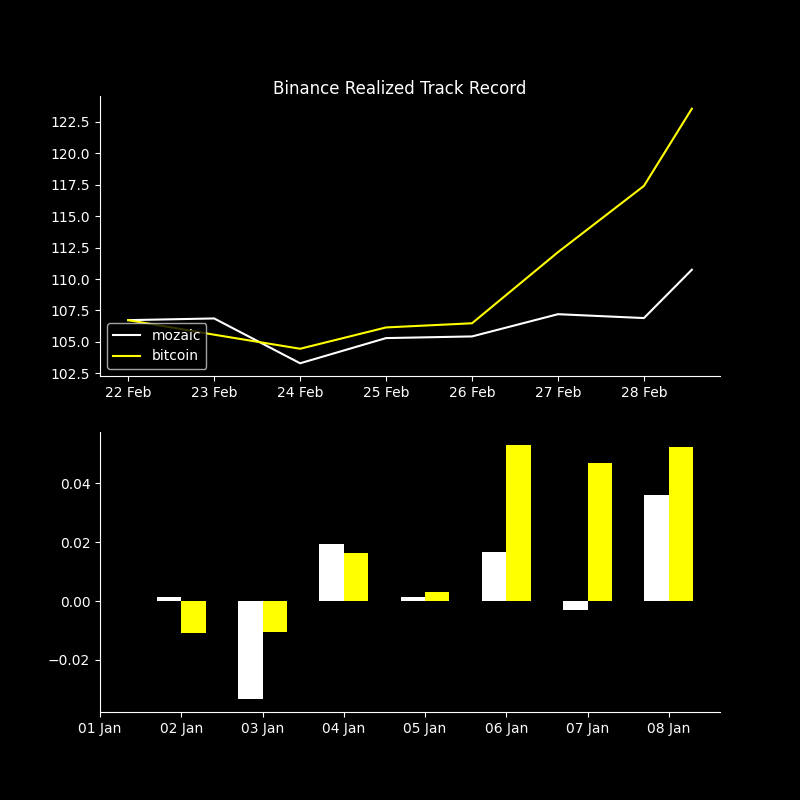 Binance Realized Track Record
122.5
120.0
117.5
115.0
112.5
110.0
107.5
105.0
102.5
mozaic
bitcoin
22 Feb 23 Feb 24 Feb 25 Feb 26 Feb 27 Feb 28 Feb
0.04
0.02
0.00
−0.02
01 Jan 02 Jan 03 Jan 04 Jan 05 Jan 06 Jan 07 Jan 08 Jan